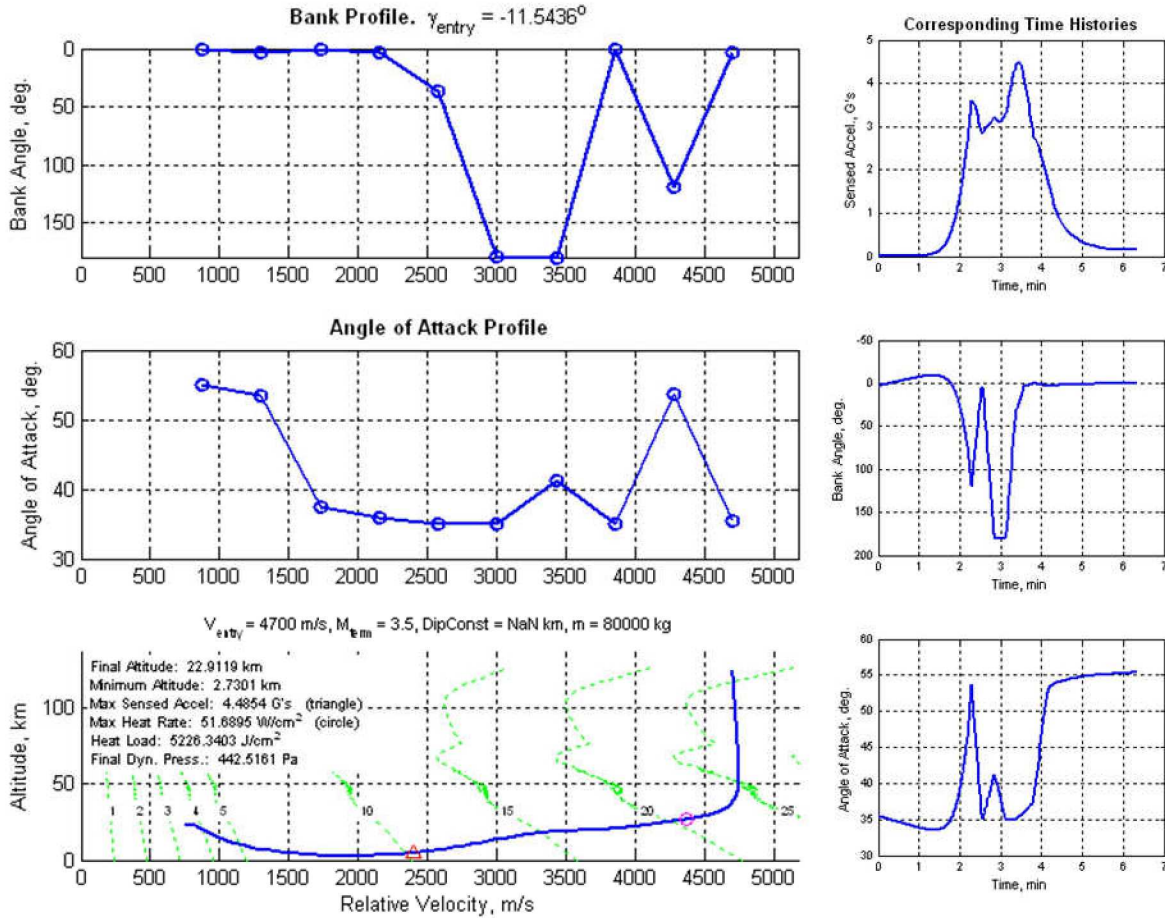 Bank Profile. γentry = -11.5436°
0
50
100
150
Bank Angle, deg.
0 500 1000 1500 2000 2500 3000 3500 4000 4500 5000
Angle of Attack Profile
60
50
40
30
Angle of Attack, deg.
0 500 1000 1500 2000 2500 3000 3500 4000 4500 5000
Ventry = 4700 m/s, Mterm = 3.5, DipConst = NaN km, m = 80000 kg
Final Altitude: 22.9119 km
Minimum Altitude: 2.7301 km
Max Sensed Accel: 4.4854 G's (triangle)
Max Heat Rate: 51.6895 W/cm² (circle)
Heat Load: 5226.3403 J/cm²
Final Dyn. Press.: 442.5161 Pa
100
50
0
Altitude, km
1 2 3 4 5 10 15 20 25
0 500 1000 1500 2000 2500 3000 3500 4000 4500 5000
Relative Velocity, m/s
Corresponding Time Histories
5
4
3
2
1
0
Sensed Accel., G's
0 1 2 3 4 5 6 7
Time, min
-50
0
50
100
150
200
Bank Angle, deg.
0 1 2 3 4 5 6 7
Time, min
60
55
50
45
40
35
30
Angle of Attack, deg.
0 1 2 3 4 5 6 7
Time, min